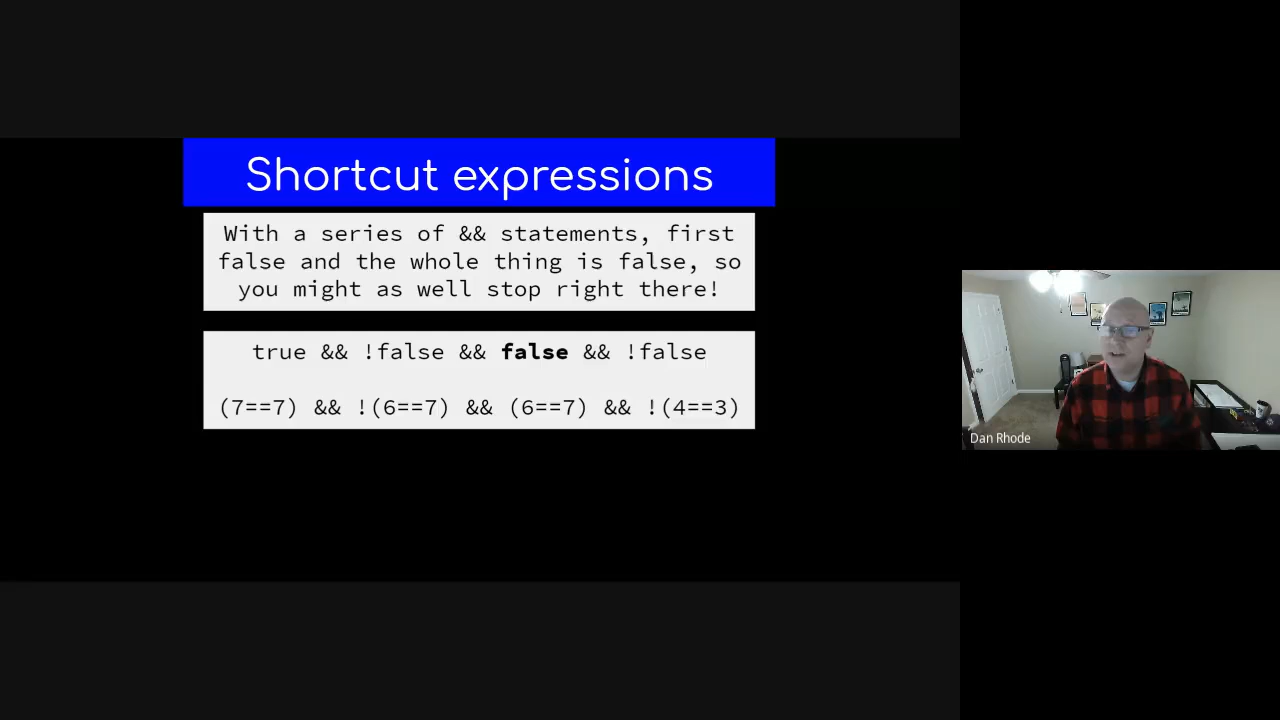 Shortcut expressions
With a series of && statements, first
false and the whole thing is false, so
you might as well stop right there!
true && !false && false && !false
(7==7) && !(6==7) && (6==7) && !(4==3)
Dan Rhode